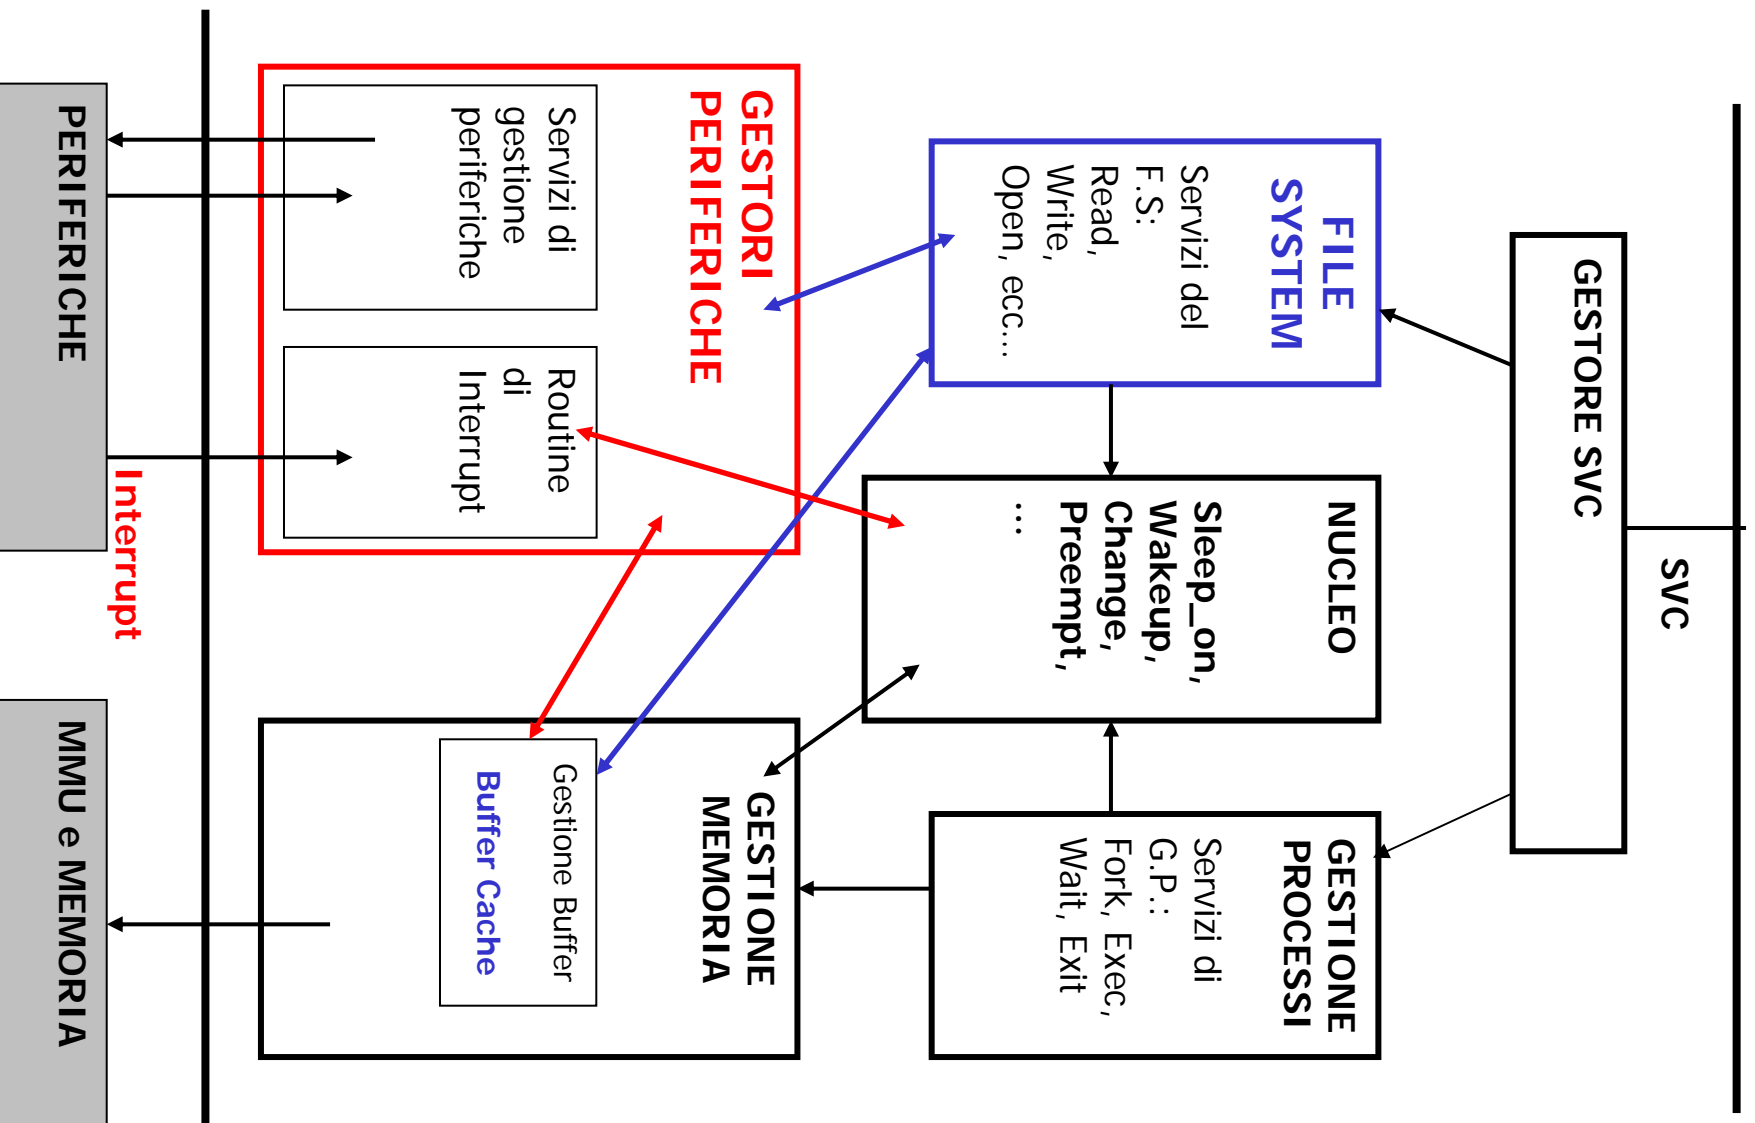 SVC
GESTORE SVC
FILE
SYSTEM
Servizi del
F.S:
Read,
Write,
Open, ecc...
NUCLEO
Sleep_on,
Wakeup,
Change,
Preempt,
...
GESTIONE
PROCESSI
Servizi di
G.P.:
Fork, Exec,
Wait, Exit
GESTORI
PERIFERICHE
Servizi di
gestione
periferiche
Routine
di
Interrupt
GESTIONE
MEMORIA
Gestione Buffer
Buffer Cache
Interrupt
PERIFERICHE
MMU e MEMORIA